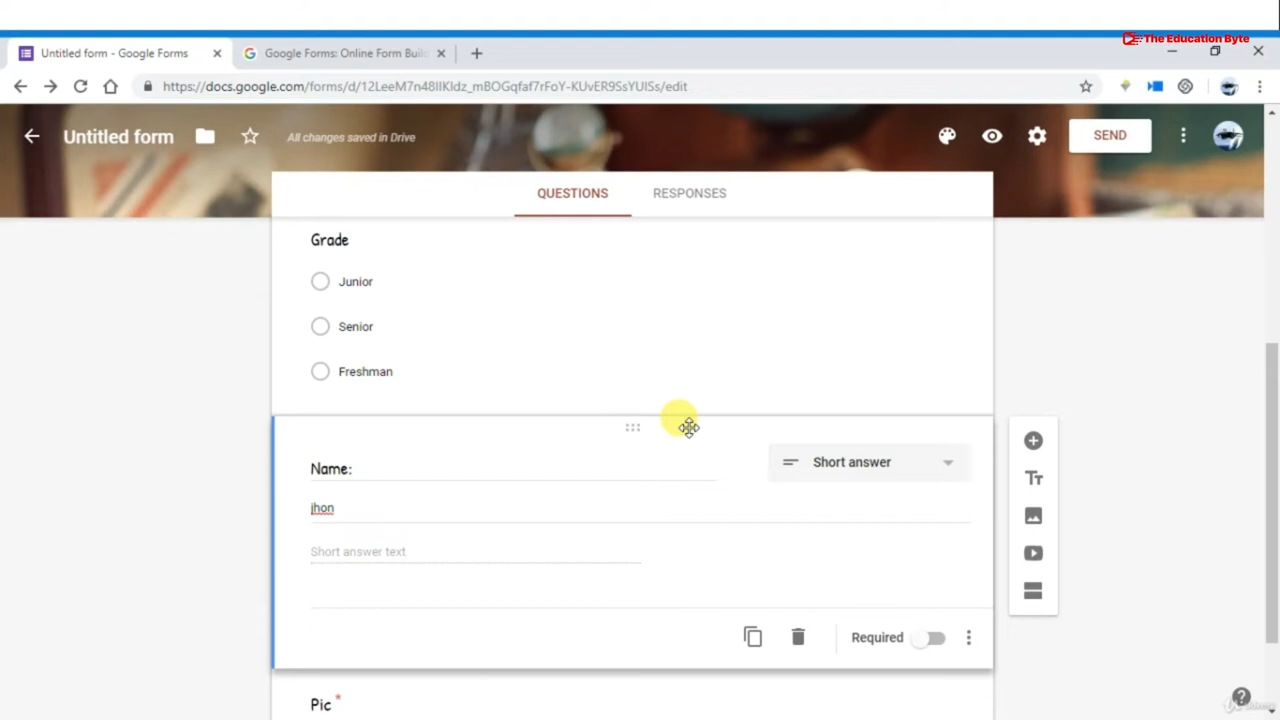 The Education Byte
Untitled form - Google Forms
Google Forms: Online Form Build
https://docs.google.com/forms/d/12LeeM7n48IIKIdz_mBOGqfaf7rFoY-KUvER9SsYUISs/edit
Untitled form
All changes saved in Drive
SEND
QUESTIONS
RESPONSES
Grade
Junior
Senior
Freshman
Name:
Short answer
jhon
Short answer text
Required
Pic *